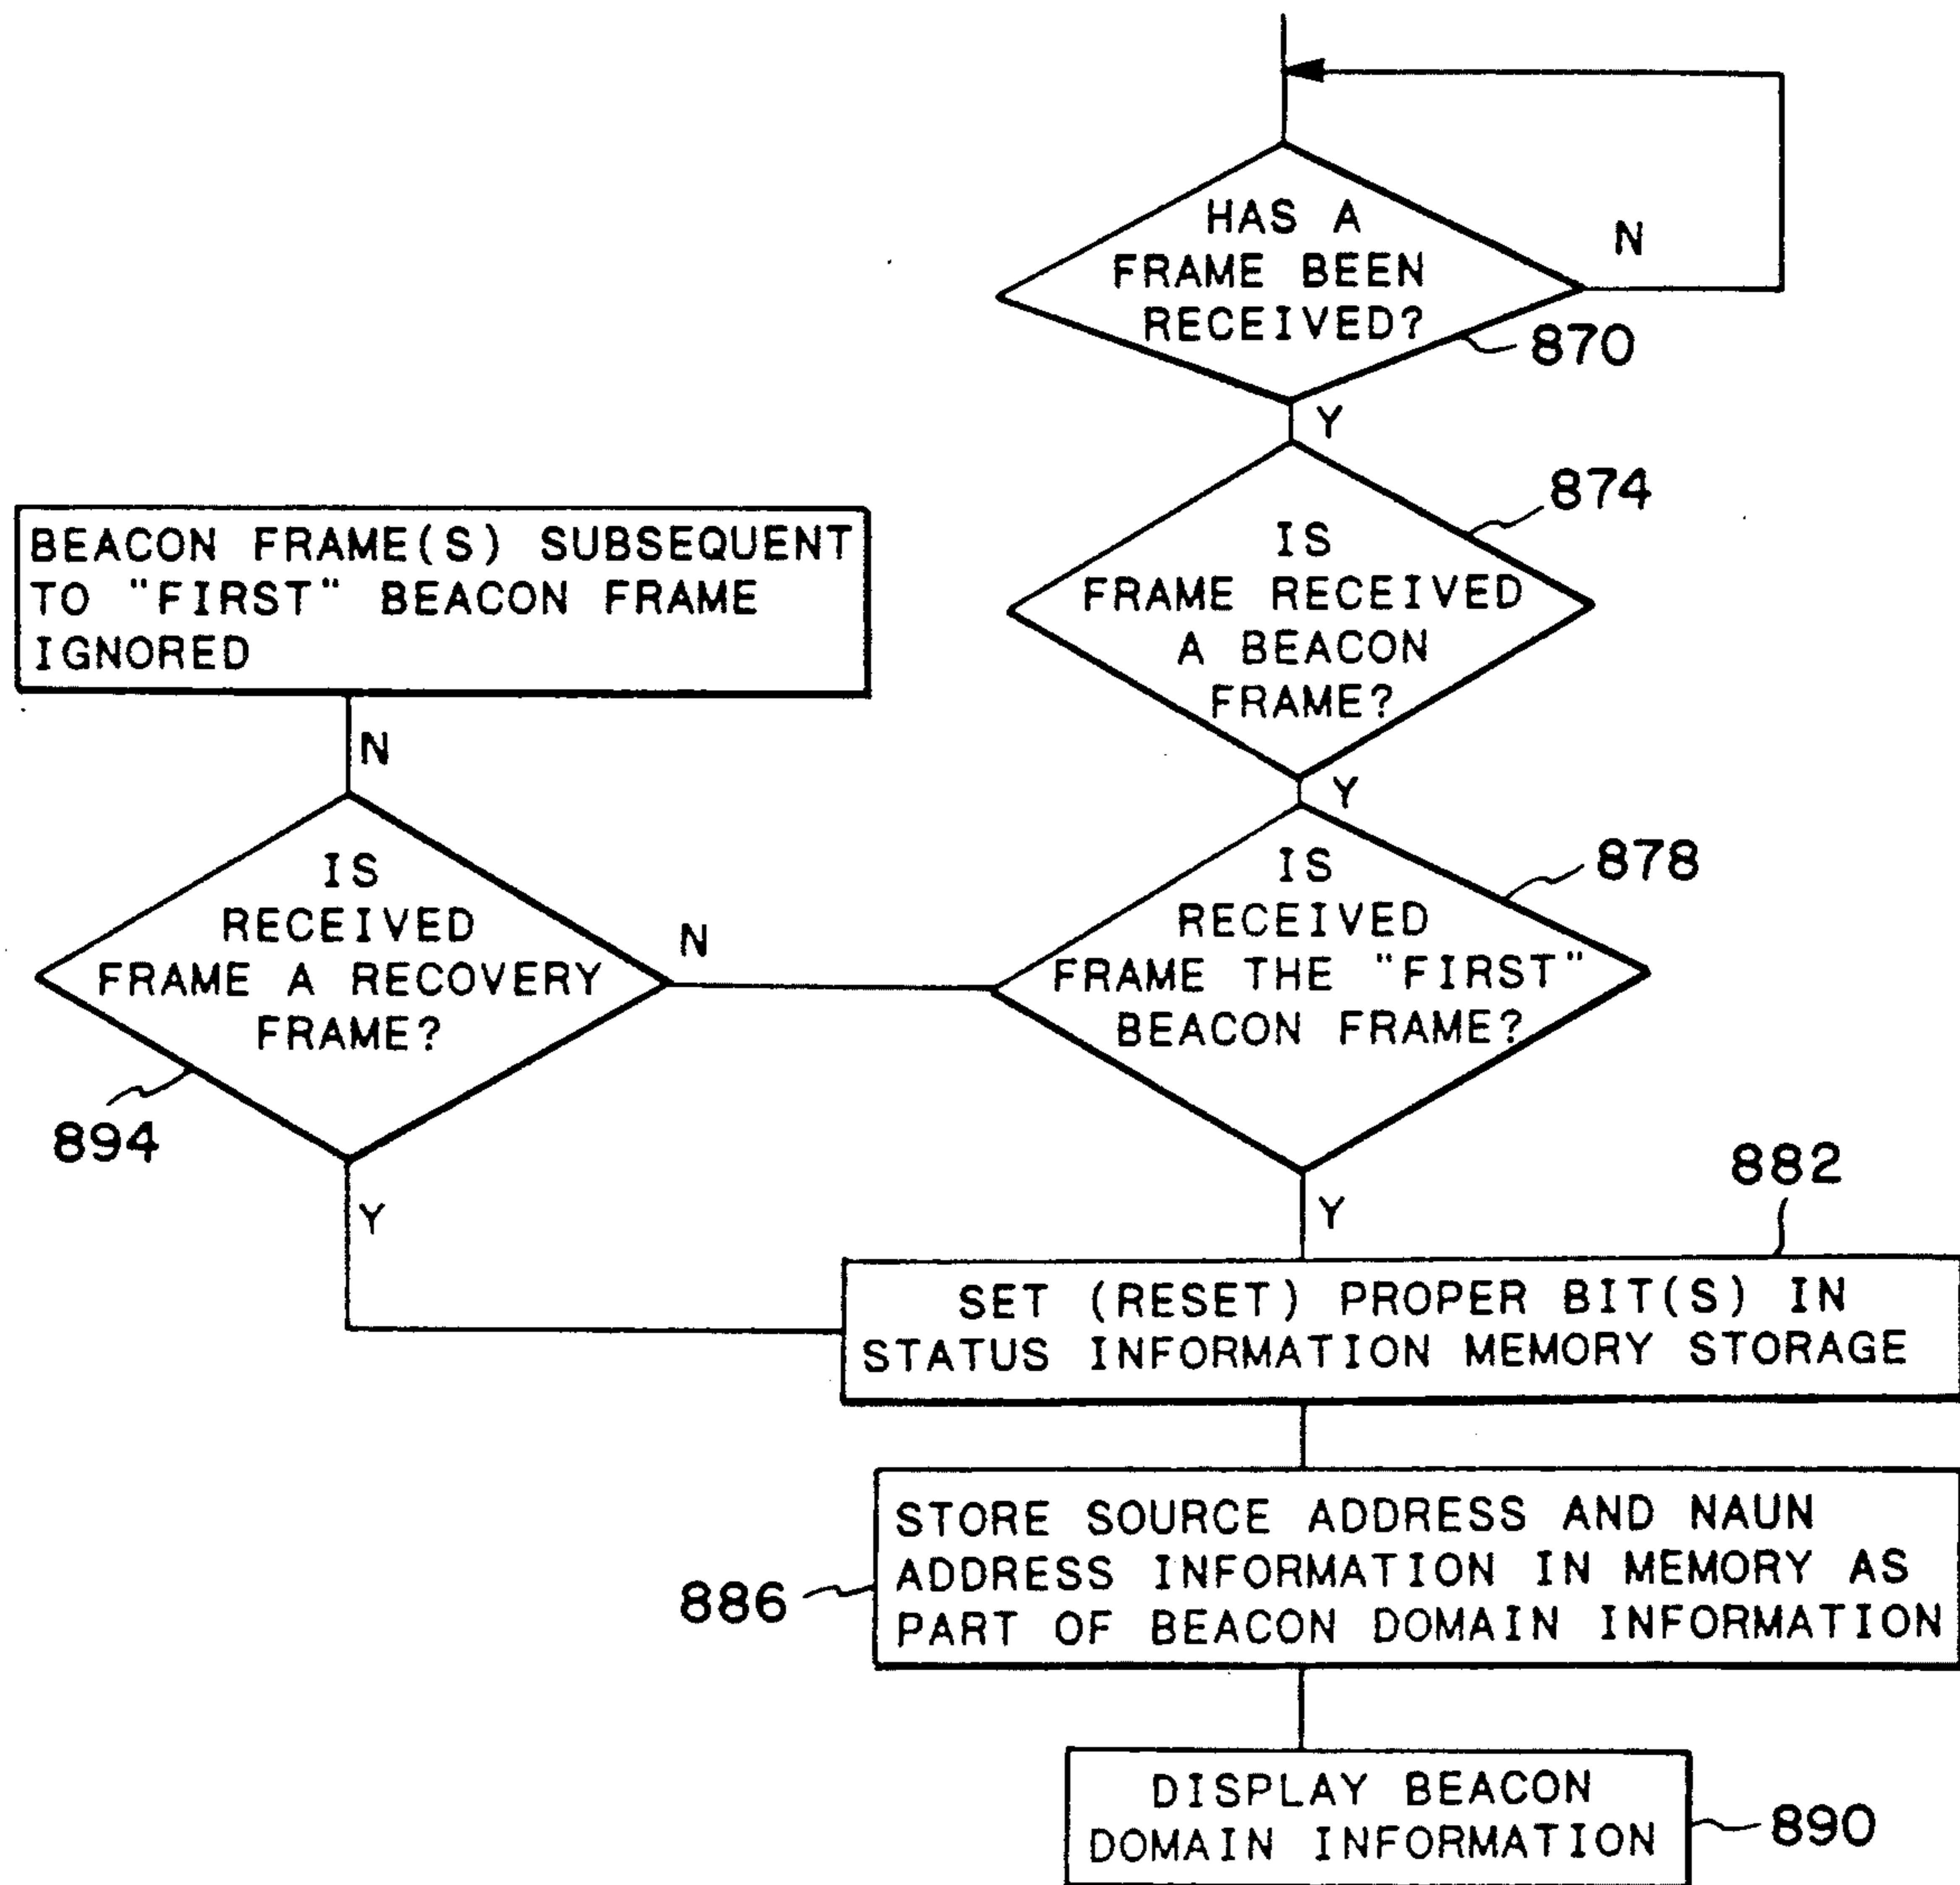 HAS A
FRAME BEEN
RECEIVED?
N
870
Y
874
IS
FRAME RECEIVED
A BEACON
FRAME?
Y
BEACON FRAME(S) SUBSEQUENT
TO "FIRST" BEACON FRAME
IGNORED
N
IS
RECEIVED
FRAME A RECOVERY
FRAME?
894
Y
N
878
IS
RECEIVED
FRAME THE "FIRST"
BEACON FRAME?
Y
882
SET (RESET) PROPER BIT(S) IN
STATUS INFORMATION MEMORY STORAGE
886
STORE SOURCE ADDRESS AND NAUN
ADDRESS INFORMATION IN MEMORY AS
PART OF BEACON DOMAIN INFORMATION
DISPLAY BEACON
DOMAIN INFORMATION
890